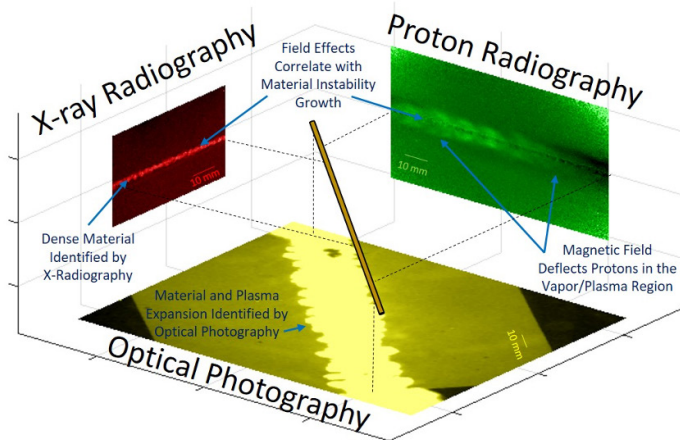 X-ray Radiography
Field Effects
Correlate with
Material Instability
Growth
Proton Radiography
10 mm
10 mm
Dense Material
Identified by
X-Radiography
Magnetic Field
Deflects Protons in the
Vapor/Plasma Region
Material and Plasma
Expansion Identified by
Optical Photography
10 mm
Optical Photography